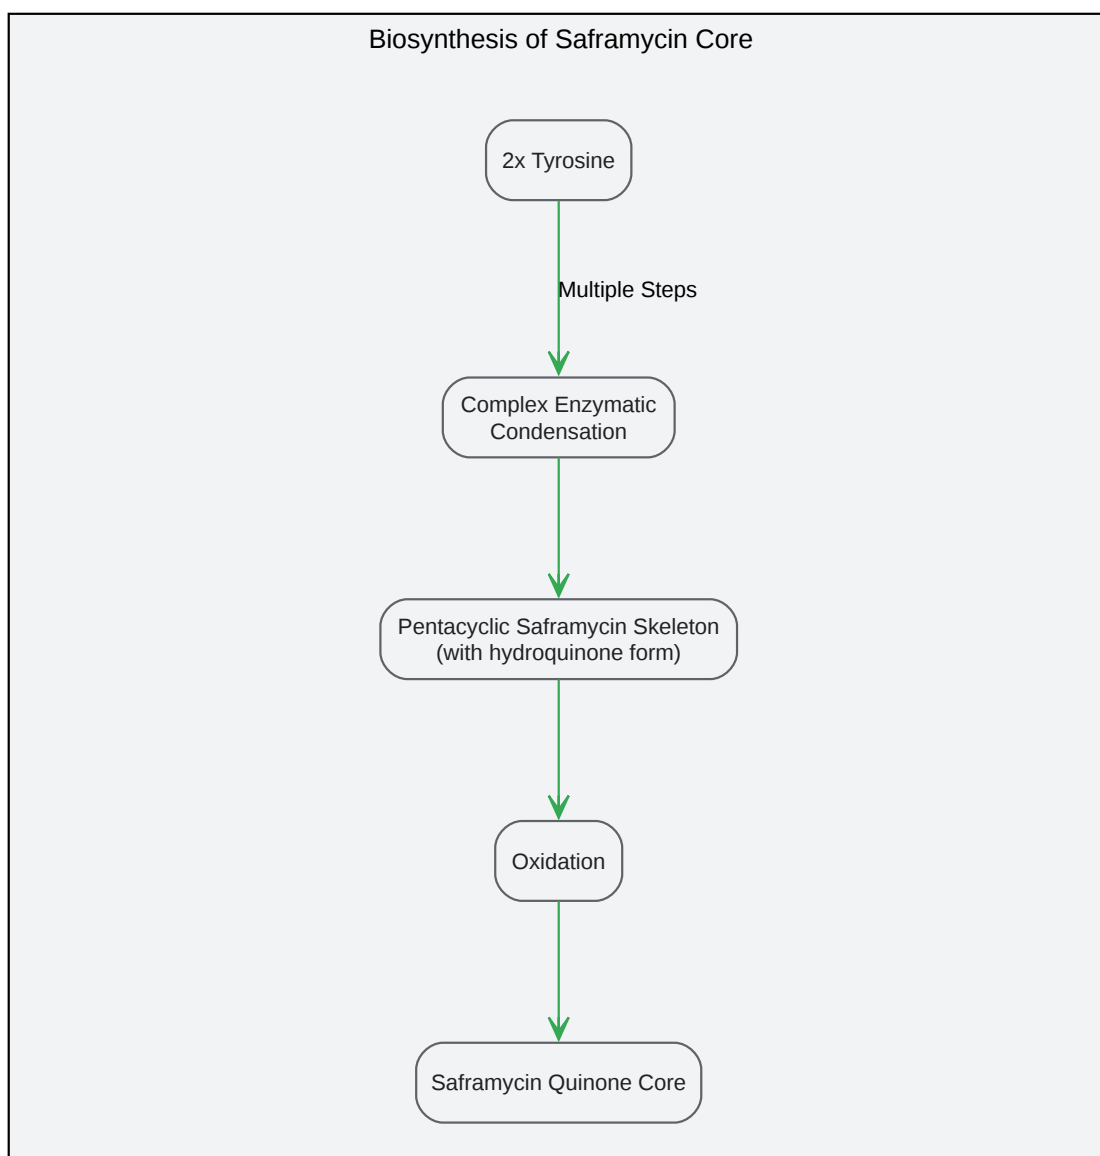 Biosynthesis of Saframycin Core
2x Tyrosine
Multiple Steps
Complex Enzymatic
Condensation
Pentacyclic Saframycin Skeleton
(with hydroquinone form)
Oxidation
Saframycin Quinone Core